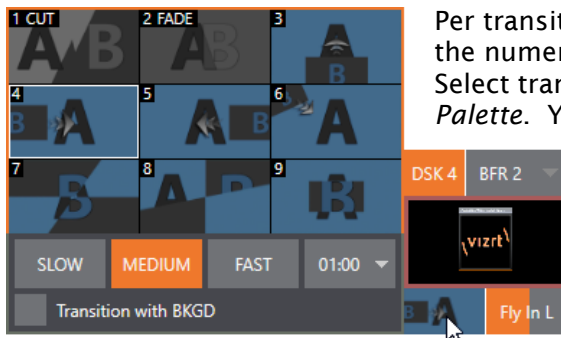 1 CUT
2 FADE
3
A B
A B
A
B
4
5
6
B A
A B
B A
7
8
9
B
A B
A B
SLOW MEDIUM FAST 01:00
Transition with BKGD
Per transit
the numer
Select tran
Palette. Y
DSK 4 BFR 2
vizrt
B A Fly In L